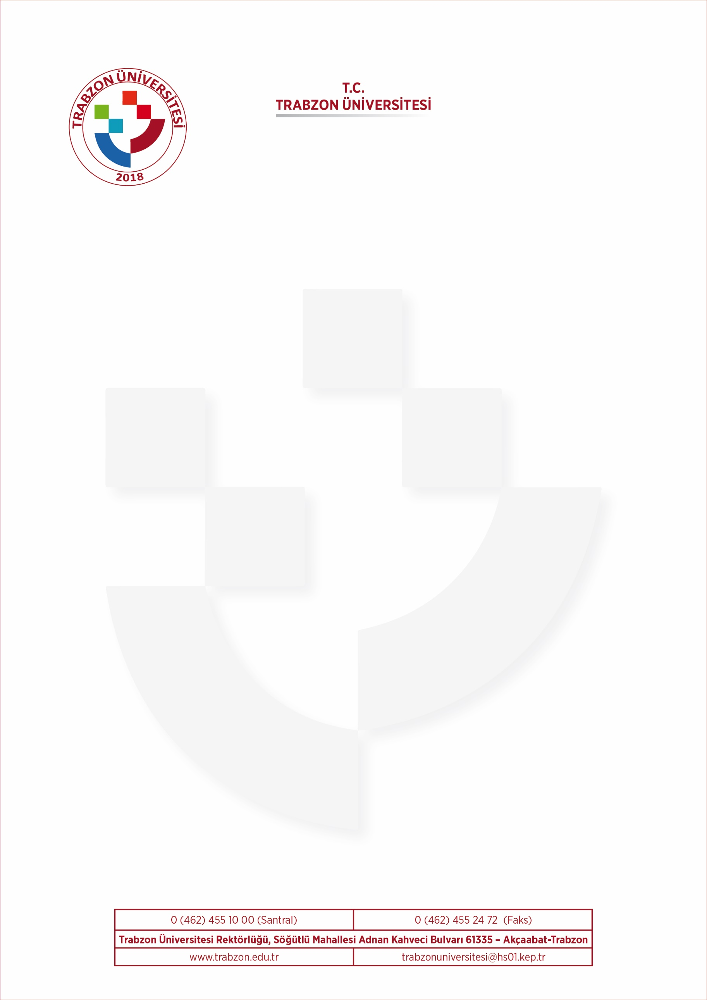 TRABZON ÜNİVERSİTESİ
2018
T.C.
TRABZON ÜNİVERSİTESİ
0 (462) 455 10 00 (Santral)
0 (462) 455 24 72 (Faks)
Trabzon Üniversitesi Rektörlüğü, Söğütlü Mahallesi Adnan Kahveci Bulvarı 61335 – Akçaabat-Trabzon
www.trabzon.edu.tr
trabzonuniversitesi@hs01.kep.tr